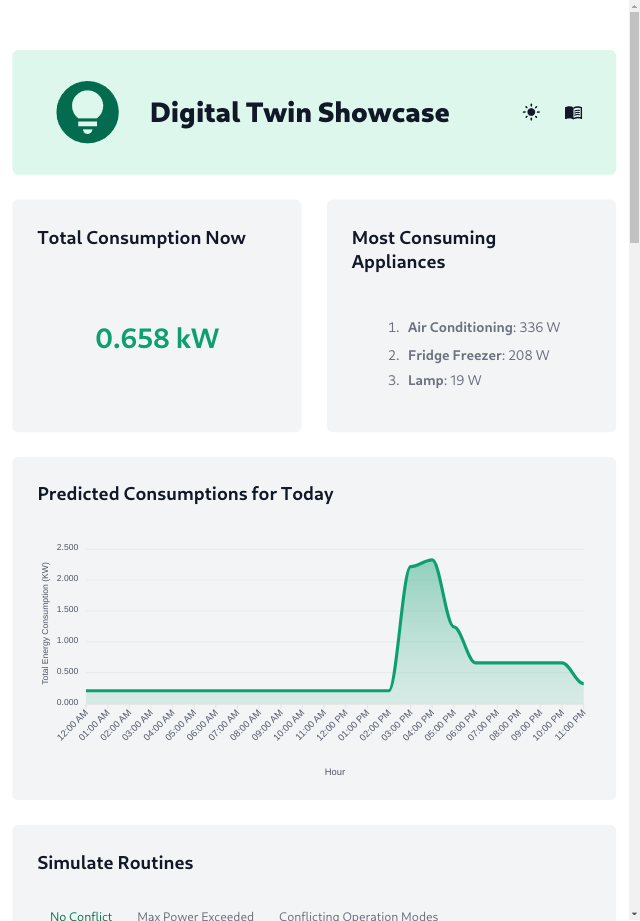 Digital Twin Showcase
Total Consumption Now
0.658 kW
Most Consuming
Appliances
1. Air Conditioning: 336 W
2. Fridge Freezer: 208 W
3. Lamp: 19 W
Predicted Consumptions for Today
Total Energy Consumption (KW)
2.500
2.000
1.500
1.000
0.500
0.000
12:00 AM
01:00 AM
02:00 AM
03:00 AM
04:00 AM
05:00 AM
06:00 AM
07:00 AM
08:00 AM
09:00 AM
10:00 AM
11:00 AM
12:00 PM
01:00 PM
02:00 PM
03:00 PM
04:00 PM
05:00 PM
06:00 PM
07:00 PM
08:00 PM
09:00 PM
10:00 PM
11:00 PM
Hour
Simulate Routines
No Conflict Max Power Exceeded Conflicting Operation Modes